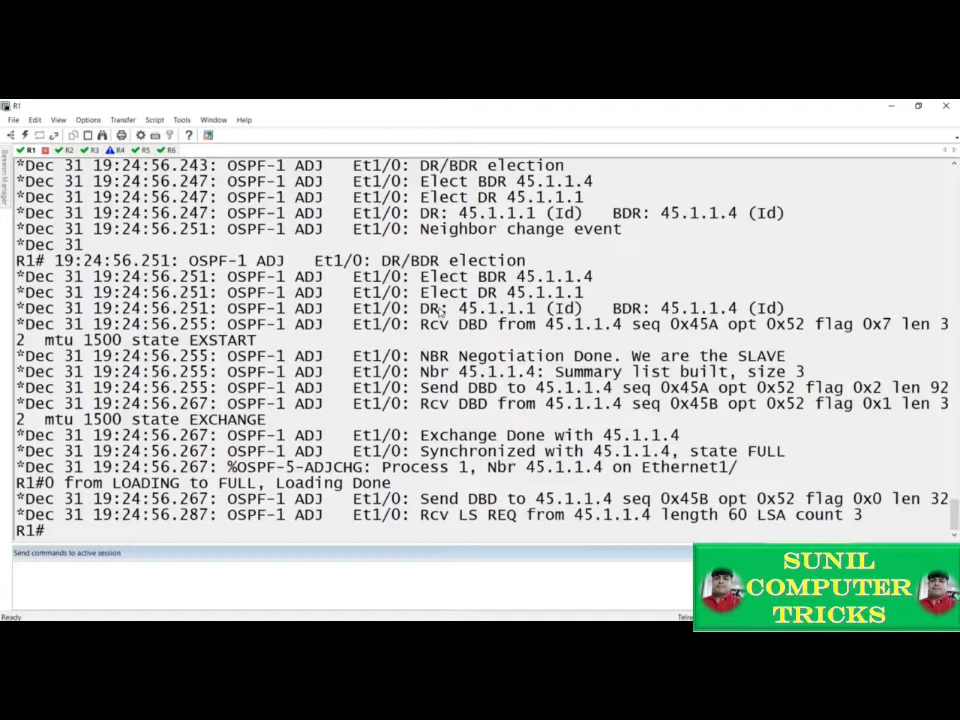 R1
File Edit View Options Transfer Script Tools Window Help
R1 R2 R3 R4 R5 R6
Session Manager
*Dec 31 19:24:56.243: OSPF-1 ADJ   Et1/0: DR/BDR election
*Dec 31 19:24:56.247: OSPF-1 ADJ   Et1/0: Elect BDR 45.1.1.4
*Dec 31 19:24:56.247: OSPF-1 ADJ   Et1/0: Elect DR 45.1.1.1
*Dec 31 19:24:56.247: OSPF-1 ADJ   Et1/0: DR: 45.1.1.1 (Id)   BDR: 45.1.1.4 (Id)
*Dec 31 19:24:56.251: OSPF-1 ADJ   Et1/0: Neighbor change event
*Dec 31
R1# 19:24:56.251: OSPF-1 ADJ   Et1/0: DR/BDR election
*Dec 31 19:24:56.251: OSPF-1 ADJ   Et1/0: Elect BDR 45.1.1.4
*Dec 31 19:24:56.251: OSPF-1 ADJ   Et1/0: Elect DR 45.1.1.1
*Dec 31 19:24:56.251: OSPF-1 ADJ   Et1/0: DR: 45.1.1.1 (Id)   BDR: 45.1.1.4 (Id)
*Dec 31 19:24:56.255: OSPF-1 ADJ   Et1/0: Rcv DBD from 45.1.1.4 seq 0x45A opt 0x52 flag 0x7 len 3
2  mtu 1500 state EXSTART
*Dec 31 19:24:56.255: OSPF-1 ADJ   Et1/0: NBR Negotiation Done. We are the SLAVE
*Dec 31 19:24:56.255: OSPF-1 ADJ   Et1/0: Nbr 45.1.1.4: Summary list built, size 3
*Dec 31 19:24:56.255: OSPF-1 ADJ   Et1/0: Send DBD to 45.1.1.4 seq 0x45A opt 0x52 flag 0x2 len 92
*Dec 31 19:24:56.267: OSPF-1 ADJ   Et1/0: Rcv DBD from 45.1.1.4 seq 0x45B opt 0x52 flag 0x1 len 3
2  mtu 1500 state EXCHANGE
*Dec 31 19:24:56.267: OSPF-1 ADJ   Et1/0: Exchange Done with 45.1.1.4
*Dec 31 19:24:56.267: OSPF-1 ADJ   Et1/0: Synchronized with 45.1.1.4, state FULL
*Dec 31 19:24:56.267: %OSPF-5-ADJCHG: Process 1, Nbr 45.1.1.4 on Ethernet1/
R1#0 from LOADING to FULL, Loading Done
*Dec 31 19:24:56.267: OSPF-1 ADJ   Et1/0: Send DBD to 45.1.1.4 seq 0x45B opt 0x52 flag 0x0 len 32
*Dec 31 19:24:56.287: OSPF-1 ADJ   Et1/0: Rcv LS REQ from 45.1.1.4 length 60 LSA count 3
R1#
Send commands to active session
Ready
SUNIL
COMPUTER
TRICKS